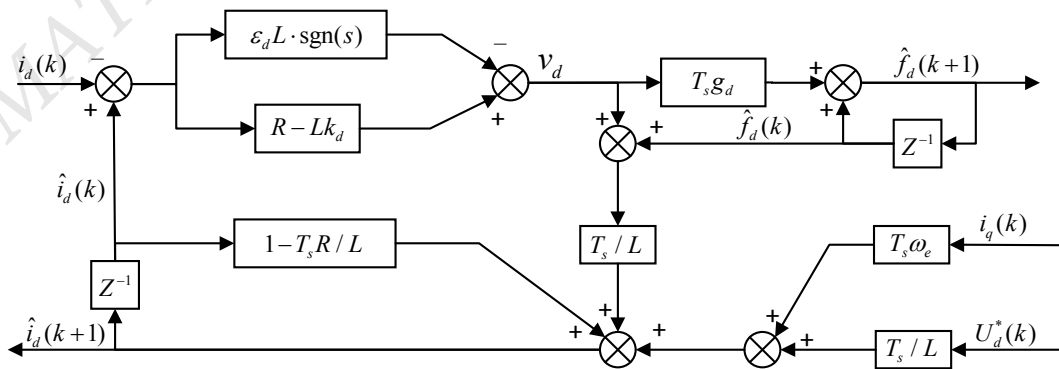 MAT
ε_d L · sgn(s)
i_d(k)
−
+
R − Lk_d
−
+
v_d
T_s g_d
+
+
f̂_d(k+1)
f̂_d(k)
Z⁻¹
+
+
î_d(k)
1 − T_s R / L
T_s / L
T_s ω_e
i_q(k)
Z⁻¹
î_d(k+1)
+
+
+
+
+
T_s / L
U_d^*(k)